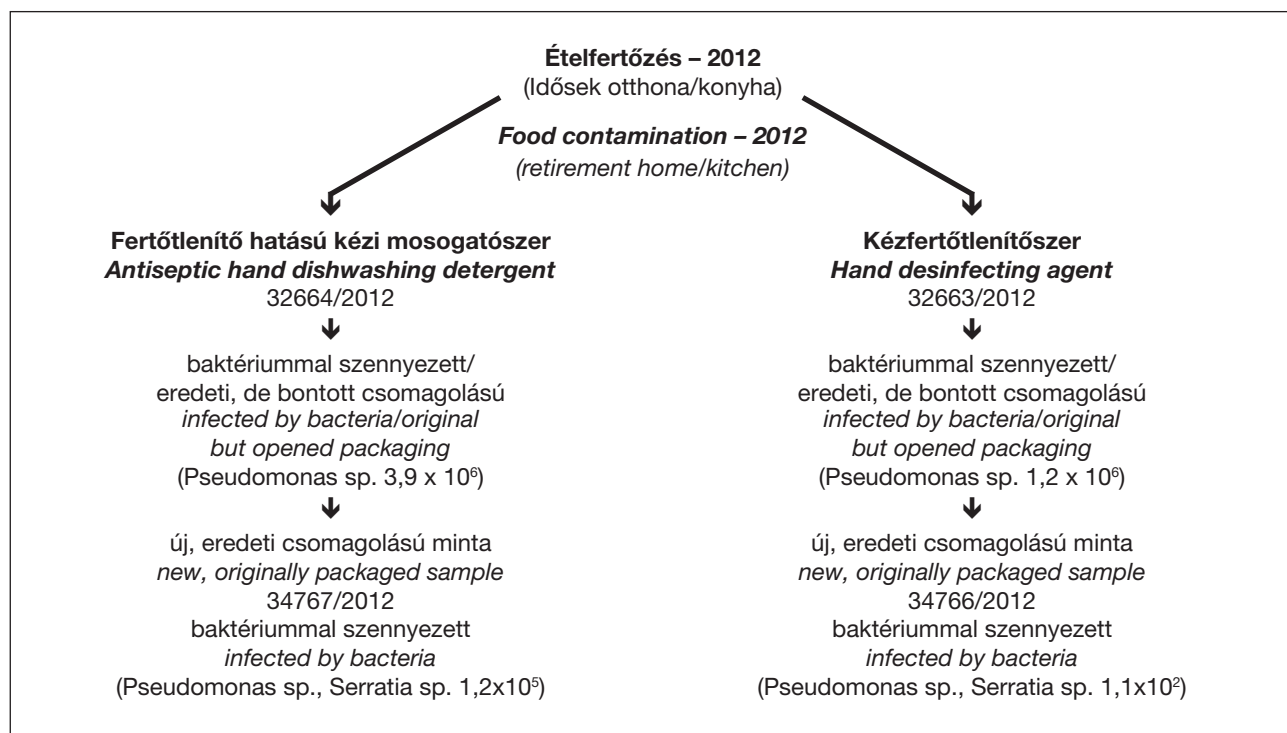 Ételfertőzés – 2012
(Idősek otthona/konyha)
Food contamination – 2012
(retirement home/kitchen)
Fertőtlenítő hatású kézi mosogatószer
Antiseptic hand dishwashing detergent
32664/2012
baktériummal szennyezett/
eredeti, de bontott csomagolású
infected by bacteria/original
but opened packaging
(Pseudomonas sp. 3,9 x 10⁶)
új, eredeti csomagolású minta
new, originally packaged sample
34767/2012
baktériummal szennyezett
infected by bacteria
(Pseudomonas sp., Serratia sp. 1,2x10⁵)
Kézfertőtlenítőszer
Hand desinfecting agent
32663/2012
baktériummal szennyezett/
eredeti, de bontott csomagolású
infected by bacteria/original
but opened packaging
(Pseudomonas sp. 1,2 x 10⁶)
új, eredeti csomagolású minta
new, originally packaged sample
34766/2012
baktériummal szennyezett
infected by bacteria
(Pseudomonas sp., Serratia sp. 1,1x10²)